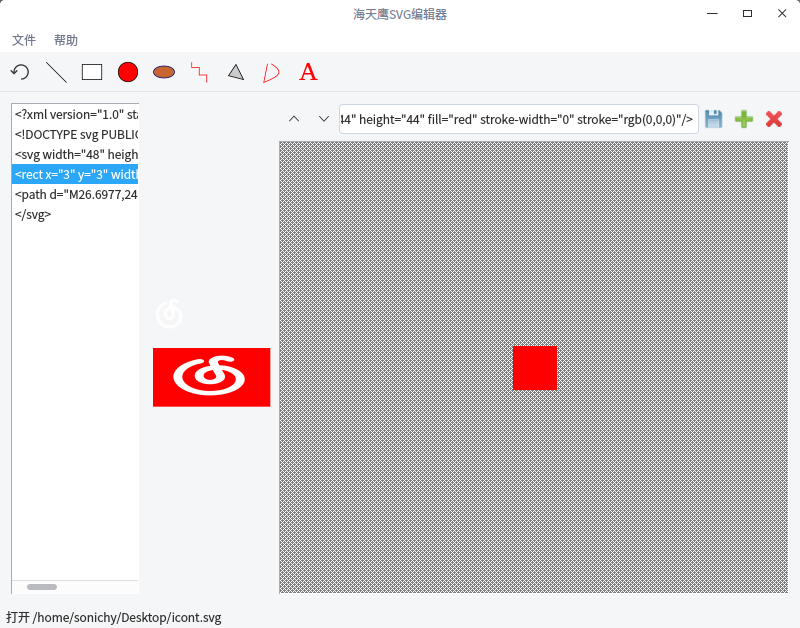 海天鹰SVG编辑器
文件 帮助
A
<?xml version="1.0" sta
<!DOCTYPE svg PUBLIC
<svg width="48" heigh
<rect x="3" y="3" width
<path d="M26.6977,24
</svg>
44" height="44" fill="red" stroke-width="0" stroke="rgb(0,0,0)"/>
打开 /home/sonichy/Desktop/icont.svg